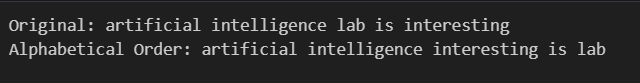 Original: artificial intelligence lab is interesting
Alphabetical Order: artificial intelligence interesting is lab